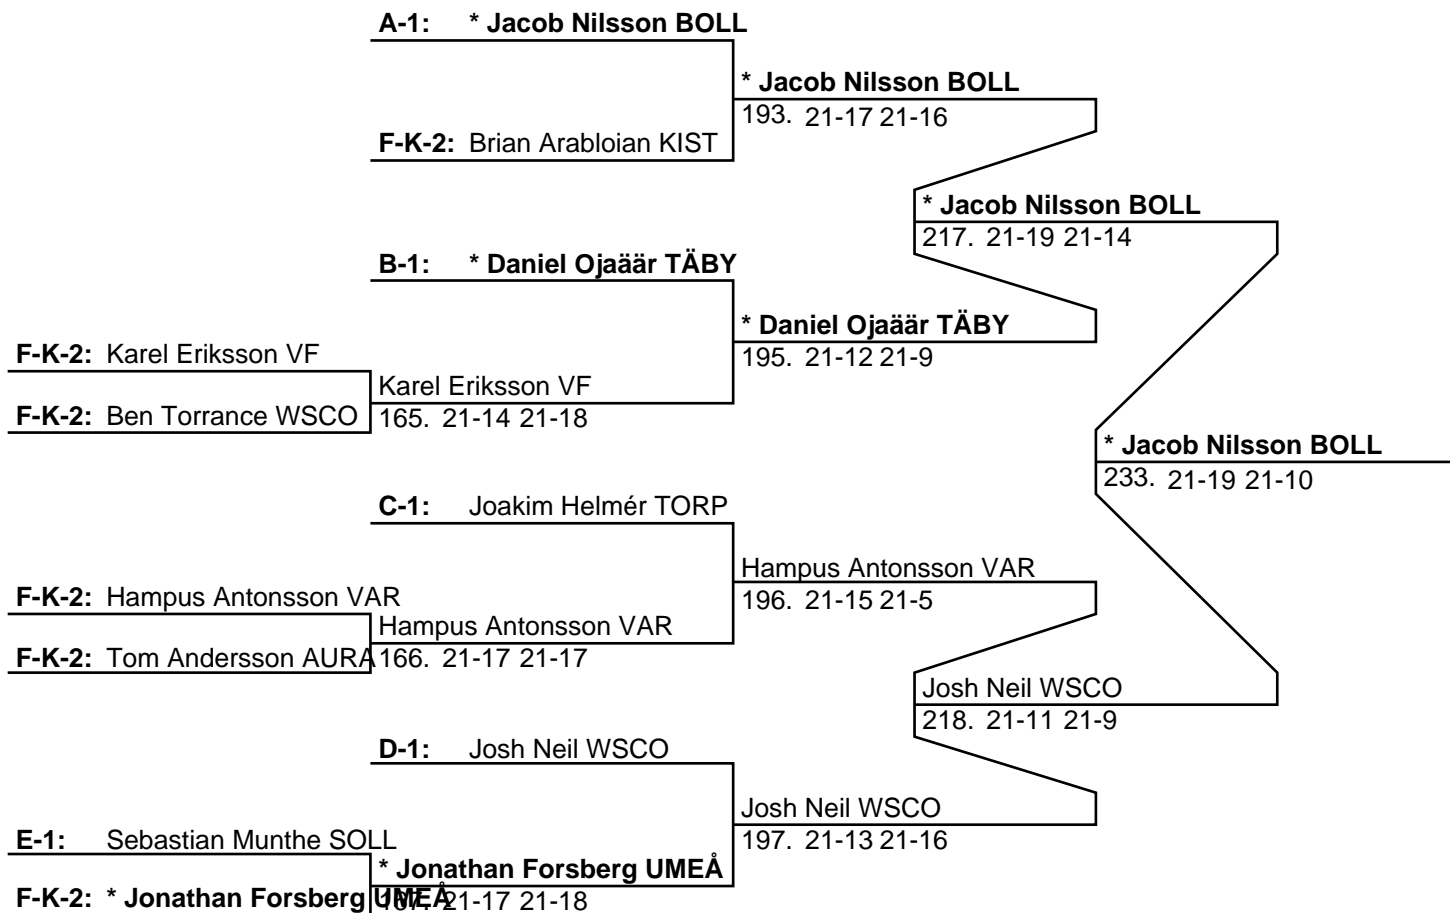 A-1: * Jacob Nilsson BOLL
* Jacob Nilsson BOLL
193. 21-17 21-16
F-K-2: Brian Arabloian KIST
* Jacob Nilsson BOLL
217. 21-19 21-14
B-1: * Daniel Ojaäär TÄBY
* Daniel Ojaäär TÄBY
195. 21-12 21-9
F-K-2: Karel Eriksson VF
Karel Eriksson VF
F-K-2: Ben Torrance WSCO
165. 21-14 21-18
* Jacob Nilsson BOLL
233. 21-19 21-10
C-1: Joakim Helmér TORP
Hampus Antonsson VAR
196. 21-15 21-5
F-K-2: Hampus Antonsson VAR
Hampus Antonsson VAR
F-K-2: Tom Andersson AURA
166. 21-17 21-17
Josh Neil WSCO
218. 21-11 21-9
D-1: Josh Neil WSCO
Josh Neil WSCO
197. 21-13 21-16
E-1: Sebastian Munthe SOLL
* Jonathan Forsberg UMEÅ
F-K-2: * Jonathan Forsberg UMEÅ
167. 21-17 21-18